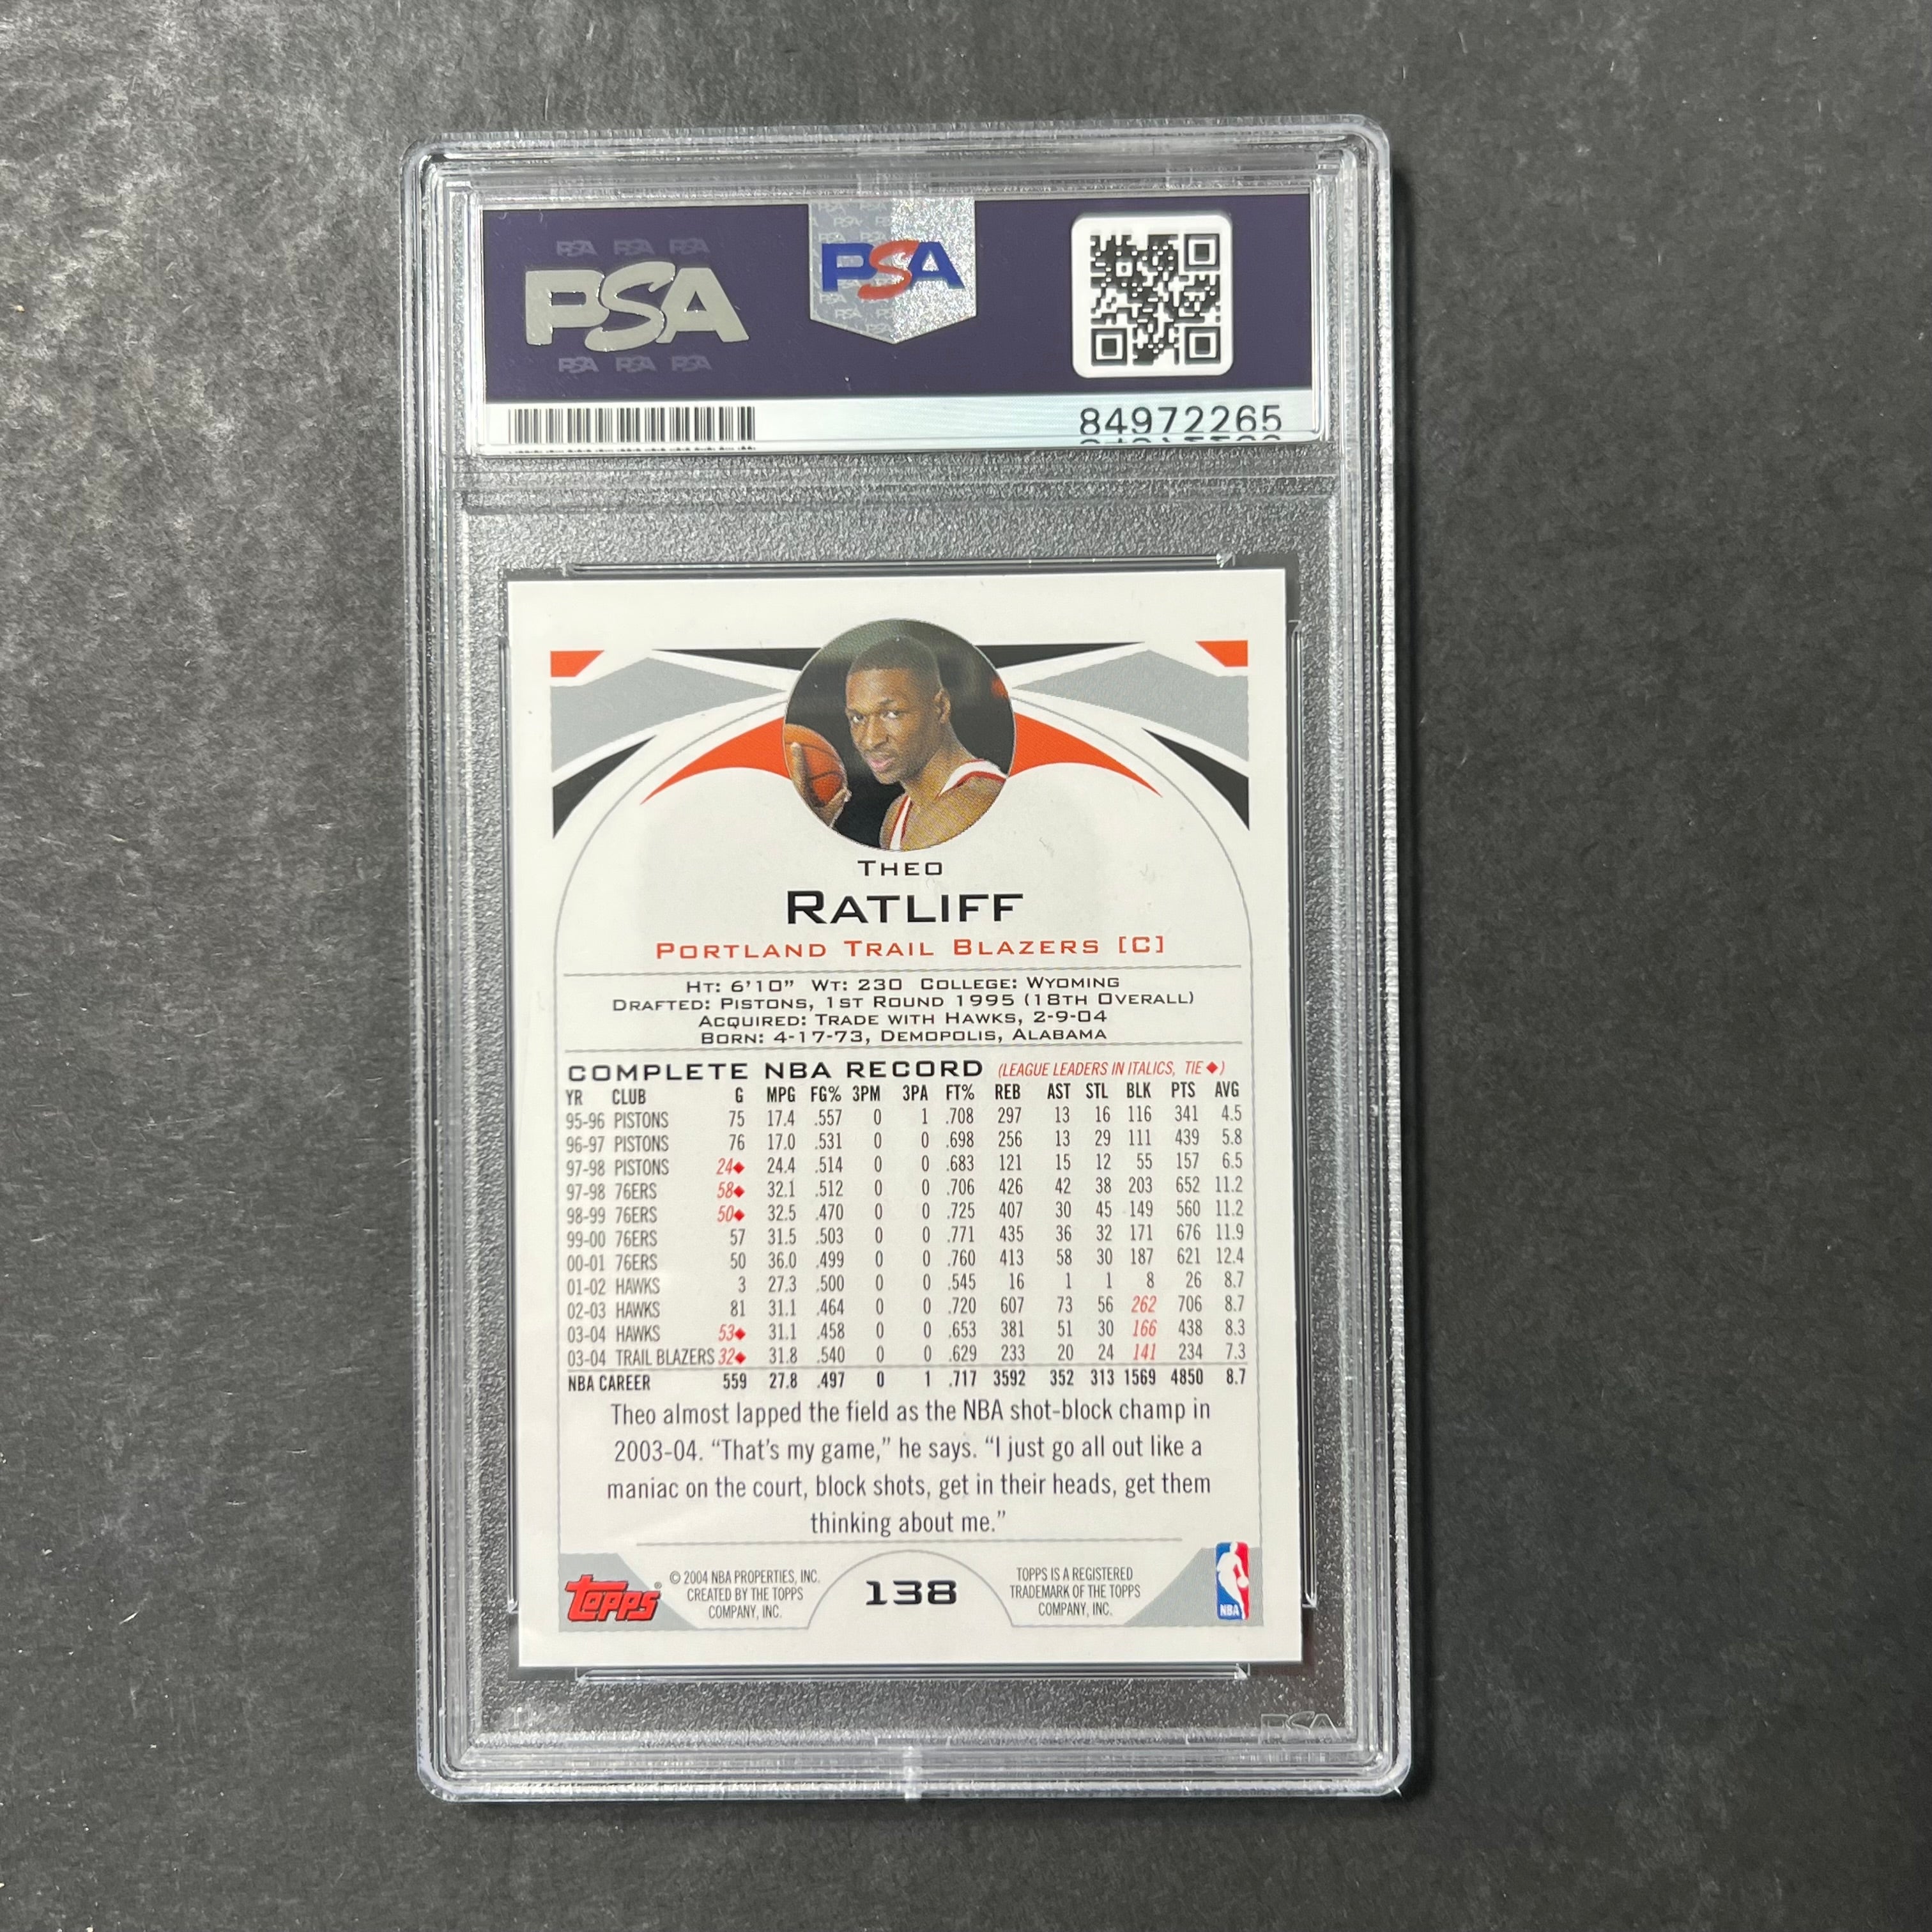 PSA PSA PSA
PSA
PSA PSA PSA
PSA
84972265
THEO
RATLIFF
PORTLAND TRAIL BLAZERS [C]
HT: 6'10" WT: 230 COLLEGE: WYOMING
DRAFTED: PISTONS, 1ST ROUND 1995 (18TH OVERALL)
ACQUIRED: TRADE WITH HAWKS, 2-9-04
BORN: 4-17-73, DEMOPOLIS, ALABAMA
COMPLETE NBA RECORD (LEAGUE LEADERS IN ITALICS, TIE ◆)
YR CLUB G MPG FG% 3PM 3PA FT% REB AST STL BLK PTS AVG
95-96 PISTONS 75 17.4 .557 0 1 .708 297 13 16 116 341 4.5
96-97 PISTONS 76 17.0 .531 0 0 .698 256 13 29 111 439 5.8
97-98 PISTONS 24◆ 24.4 .514 0 0 .683 121 15 12 55 157 6.5
97-98 76ERS 58◆ 32.1 .512 0 0 .706 426 42 38 203 652 11.2
98-99 76ERS 50◆ 32.5 .470 0 0 .725 407 30 45 149 560 11.2
99-00 76ERS 57 31.5 .503 0 0 .771 435 36 32 171 676 11.9
00-01 76ERS 50 36.0 .499 0 0 .760 413 58 30 187 621 12.4
01-02 HAWKS 3 27.3 .500 0 0 .545 16 1 1 8 26 8.7
02-03 HAWKS 81 31.1 .464 0 0 .720 607 73 56 262 706 8.7
03-04 HAWKS 53◆ 31.1 .458 0 0 .653 381 51 30 166 438 8.3
03-04 TRAIL BLAZERS 32◆ 31.8 .540 0 0 .629 233 20 24 141 234 7.3
NBA CAREER 559 27.8 .497 0 1 .717 3592 352 313 1569 4850 8.7
Theo almost lapped the field as the NBA shot-block champ in
2003-04. “That's my game,” he says. “I just go all out like a
maniac on the court, block shots, get in their heads, get them
thinking about me.”
topps®
© 2004 NBA PROPERTIES, INC.
CREATED BY THE TOPPS
COMPANY, INC.
138
TOPPS IS A REGISTERED
TRADEMARK OF THE TOPPS
COMPANY, INC.
NBA
PSA